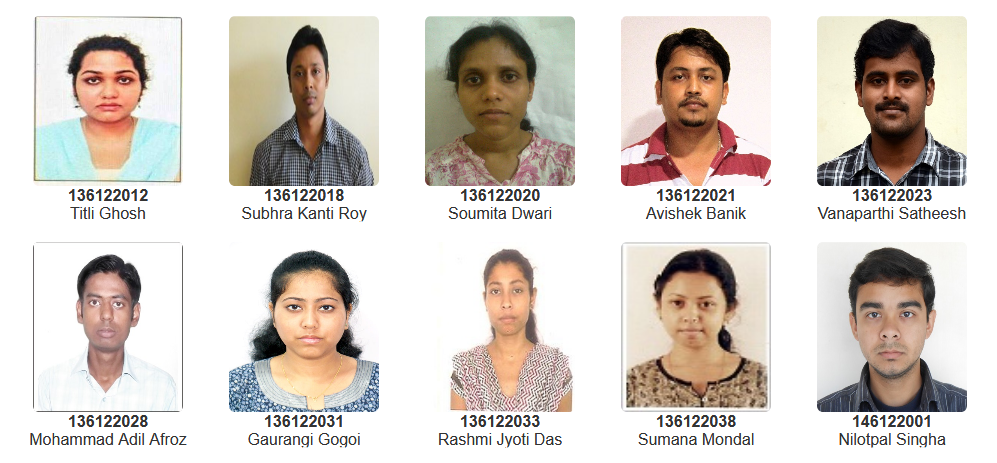 136122012
Titli Ghosh
136122018
Subhra Kanti Roy
136122020
Soumita Dwari
136122021
Avishek Banik
136122023
Vanaparthi Satheesh
136122028
Mohammad Adil Afroz
136122031
Gaurangi Gogoi
136122033
Rashmi Jyoti Das
136122038
Sumana Mondal
146122001
Nilotpal Singha